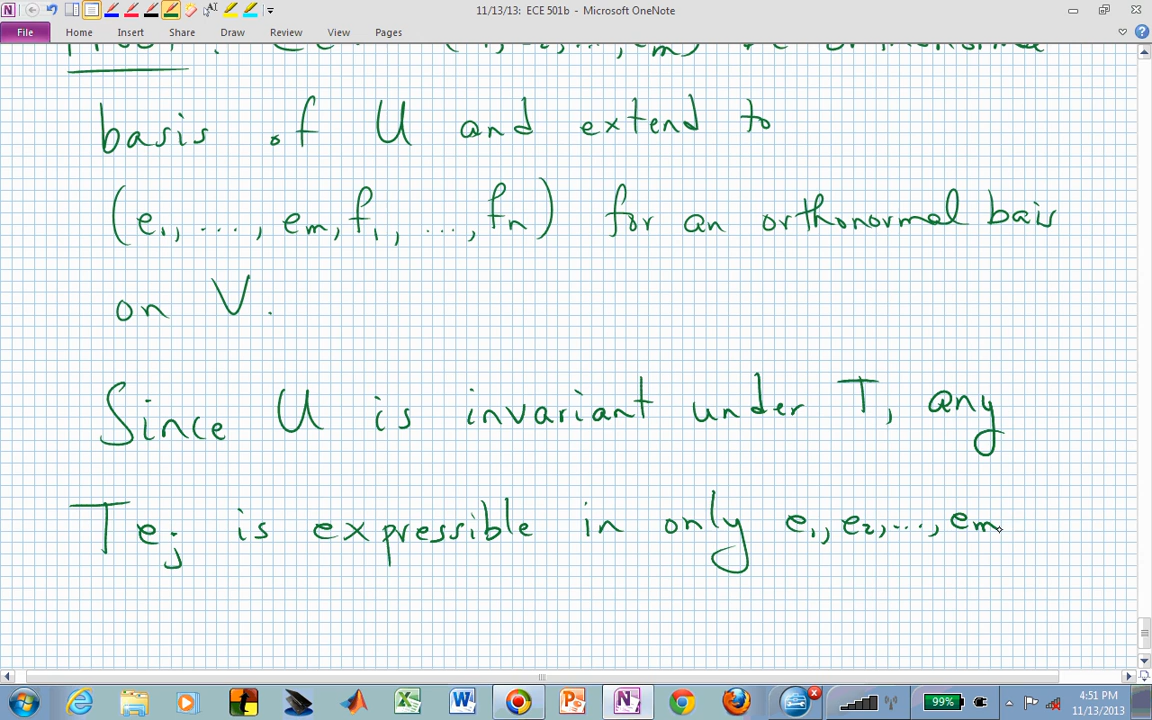 11/13/13: ECE 501b - Microsoft OneNote
File Home Insert Share Draw Review View Pages
basis of U and extend to
(e1, ...., em, f1, ...., fn) for an orthonormal bais
on V.
Since U is invariant under T, any
Tej is expressible in only e1, e2, ..., em
99%
4:51 PM
11/13/2013